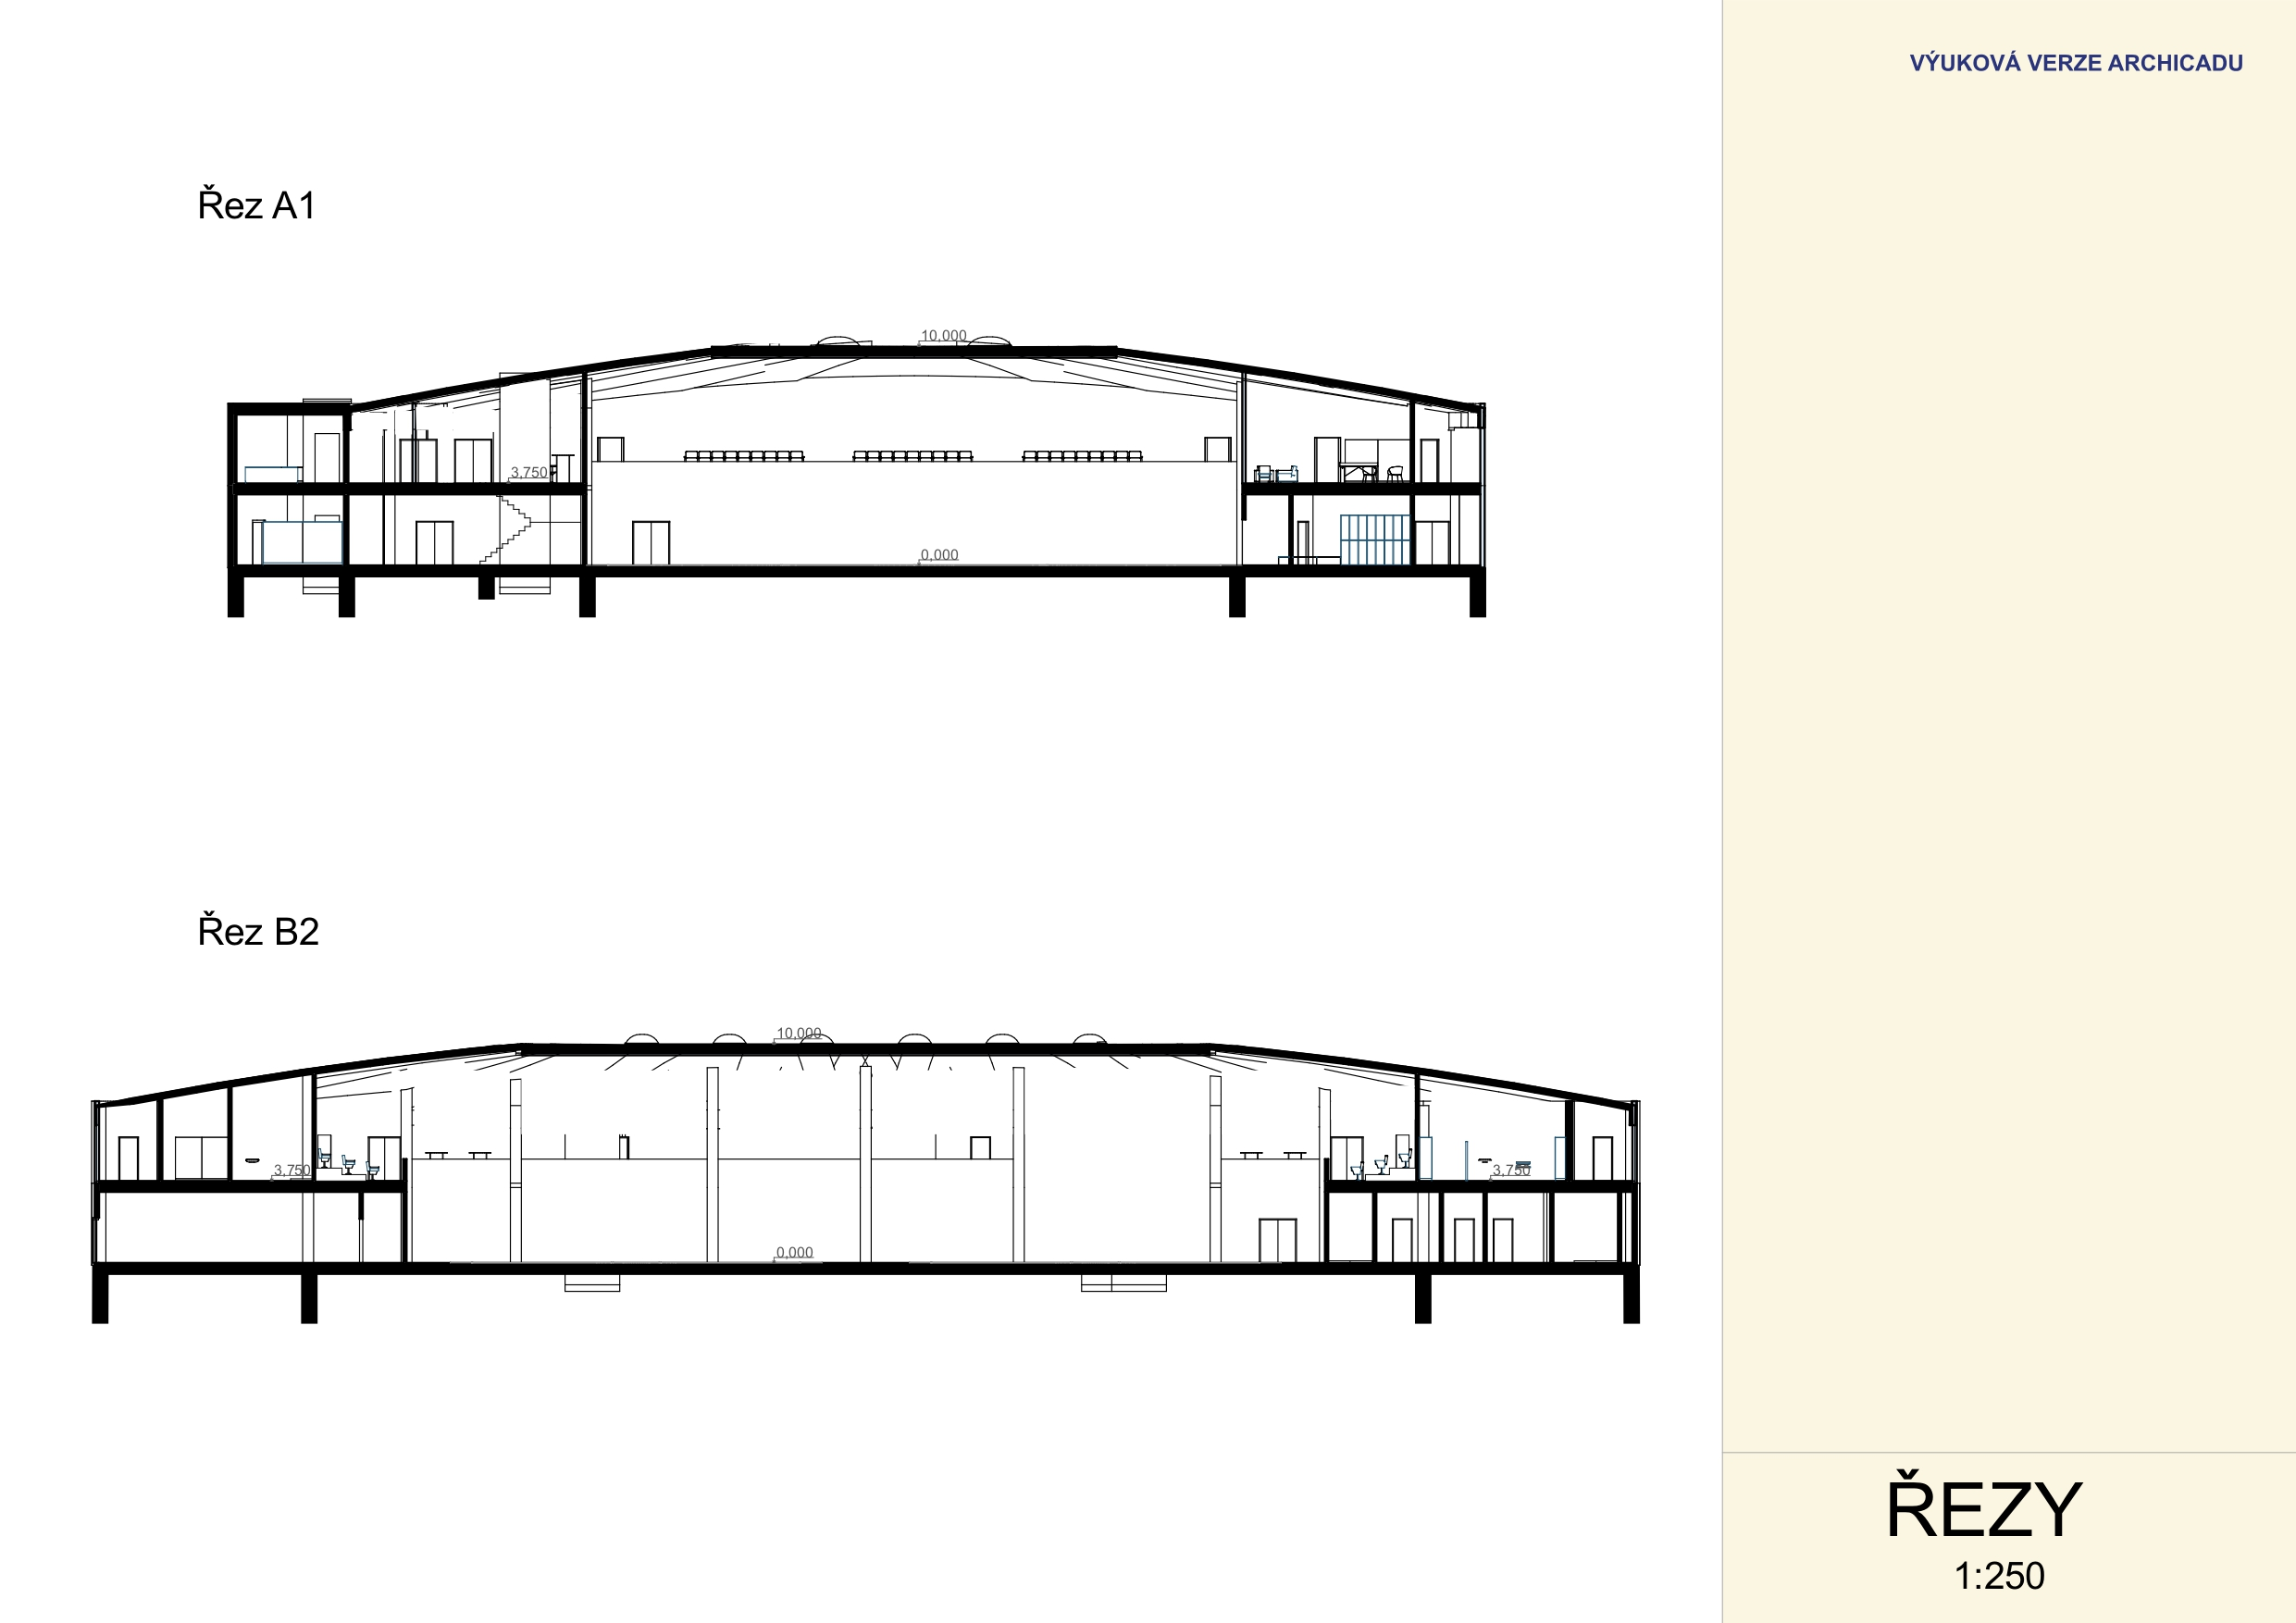 VÝUKOVÁ VERZE ARCHICADU
Řez A1
10,000
3,750
0,000
Řez B2
10,000
3,750
3,750
0,000
ŘEZY
1:250